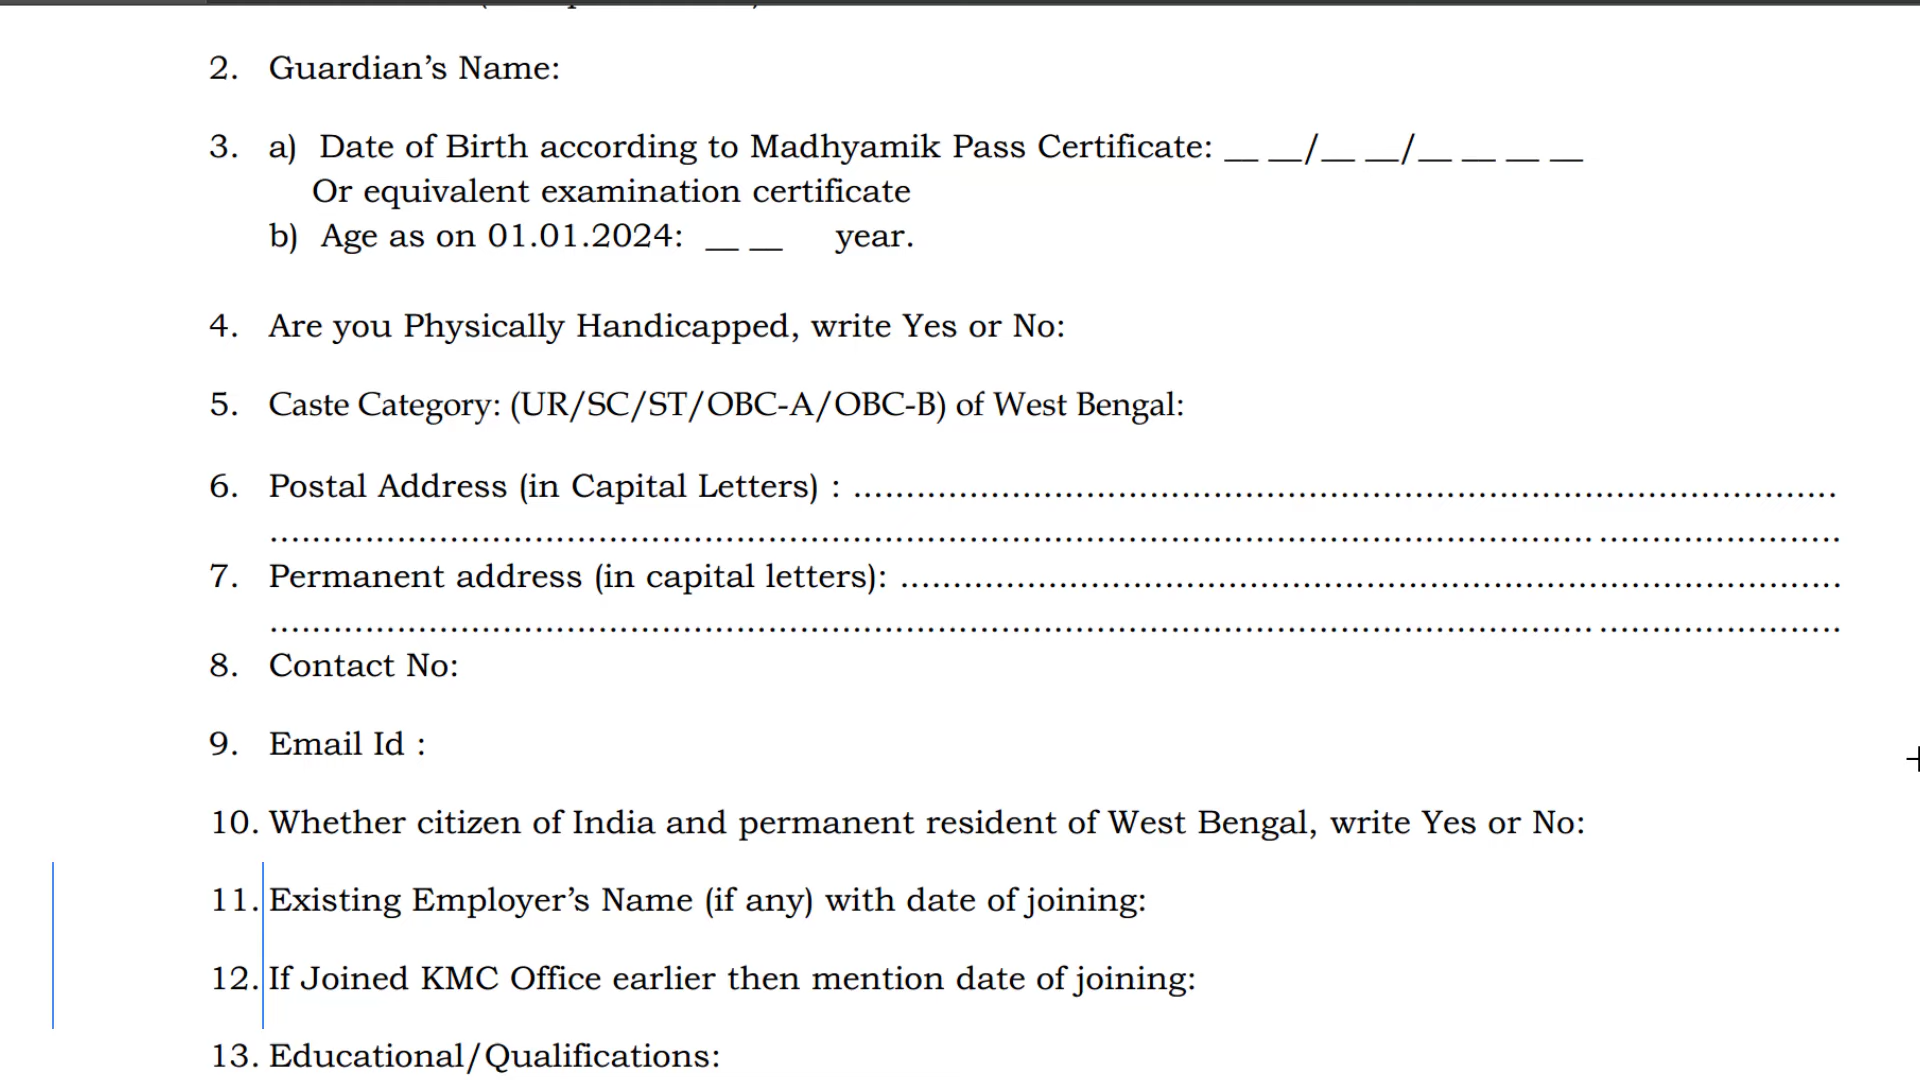 2. Guardian’s Name:
3. a) Date of Birth according to Madhyamik Pass Certificate: __ __/__ __/__ __ __ __
Or equivalent examination certificate
b) Age as on 01.01.2024: __ __ year.
4. Are you Physically Handicapped, write Yes or No:
5. Caste Category: (UR/SC/ST/OBC-A/OBC-B) of West Bengal:
6. Postal Address (in Capital Letters) : ..........................................................................................
................................................................................................................................................
7. Permanent address (in capital letters): ......................................................................................
................................................................................................................................................
8. Contact No:
9. Email Id :
10. Whether citizen of India and permanent resident of West Bengal, write Yes or No:
11. Existing Employer’s Name (if any) with date of joining:
12. If Joined KMC Office earlier then mention date of joining:
13. Educational/Qualifications: